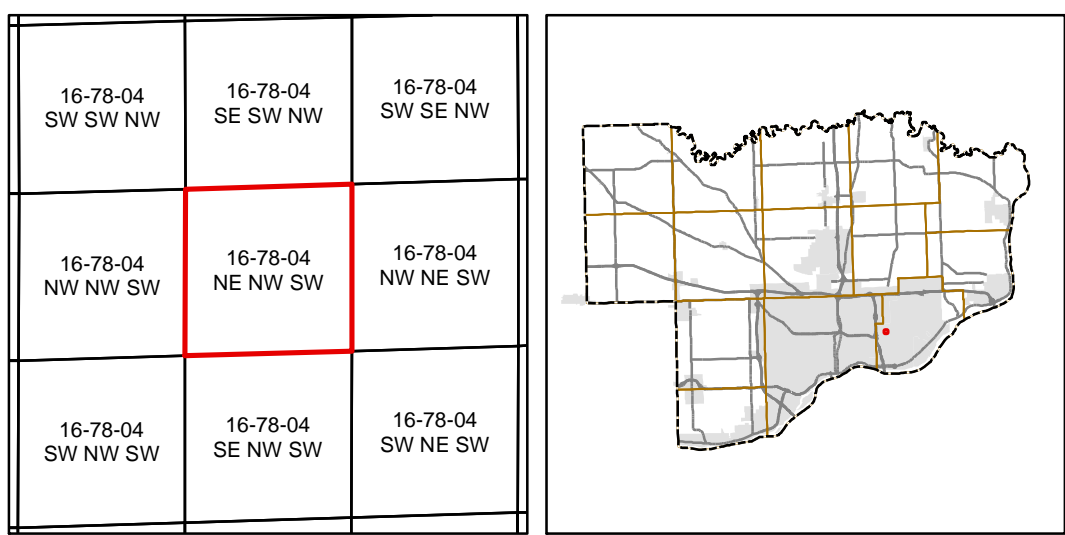 16-78-04
SW SW NW
16-78-04
SE SW NW
16-78-04
SW SE NW
16-78-04
NW NW SW
16-78-04
NE NW SW
16-78-04
NW NE SW
16-78-04
SW NW SW
16-78-04
SE NW SW
16-78-04
SW NE SW